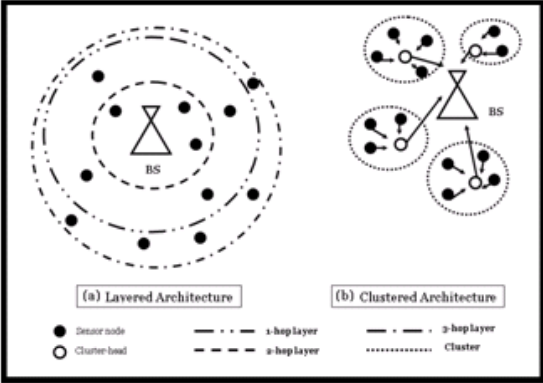 BS
BS
(a) Layered Architecture
(b) Clustered Architecture
Sensor node
1-hop layer
3-hop layer
Cluster-head
2-hop layer
Cluster